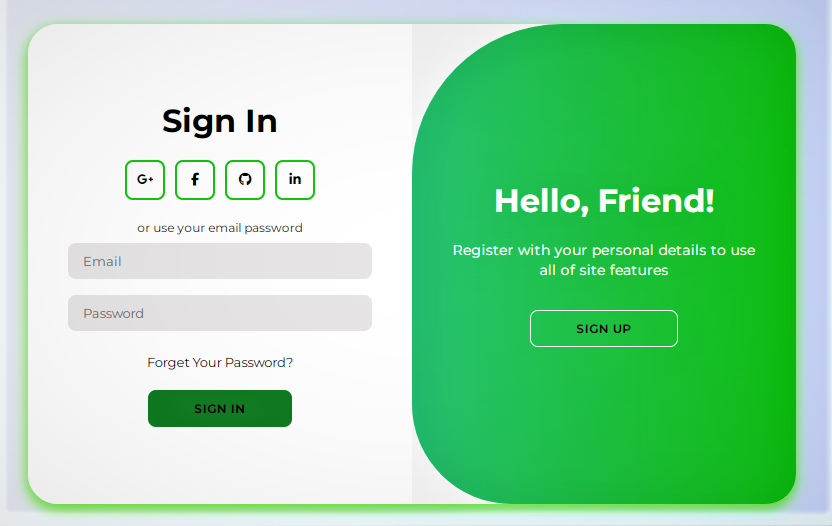 Sign In
G+ f in
or use your email password
Email
Password
Forget Your Password?
SIGN IN
Hello, Friend!
Register with your personal details to use
all of site features
SIGN UP